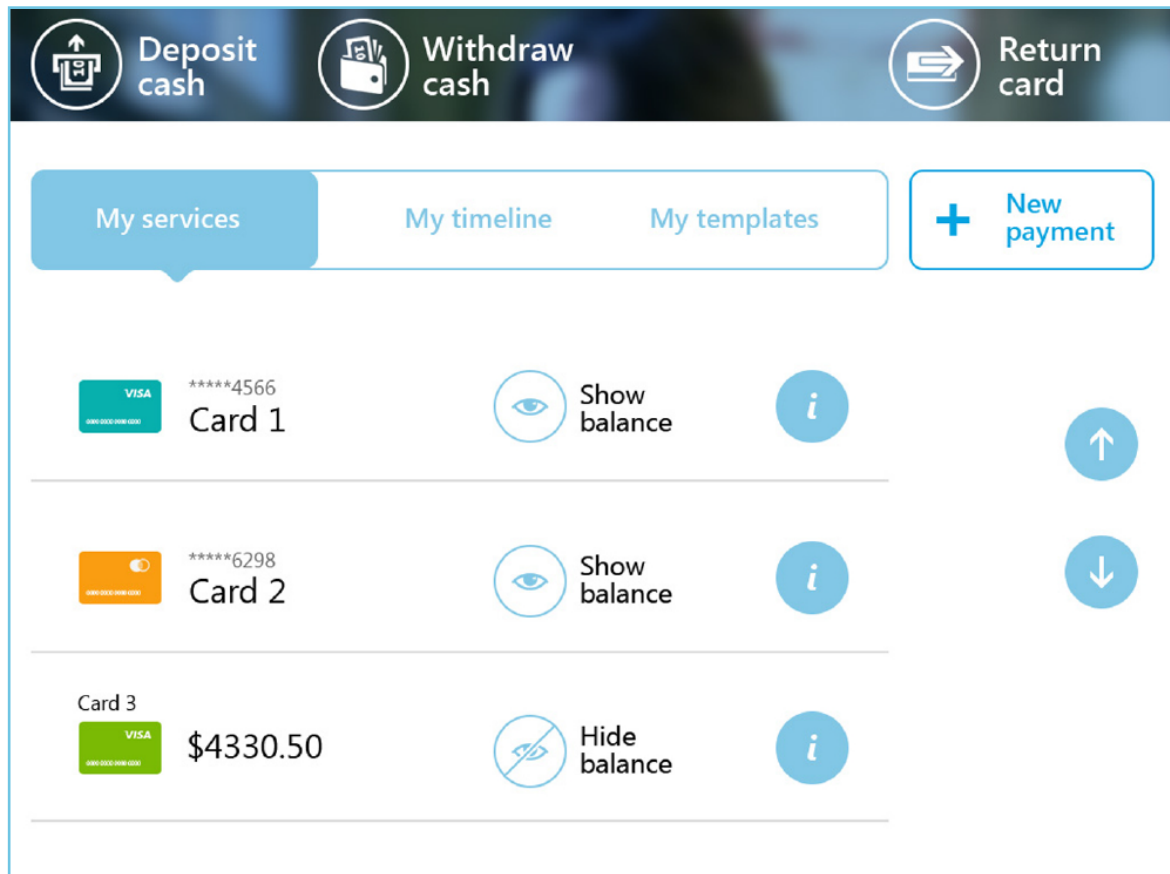 Deposit
cash
Withdraw
cash
Return
card
My services
My timeline
My templates
New
payment
VISA
*****4566
Card 1
Show
balance
*****6298
Card 2
Show
balance
Card 3
VISA
$4330.50
Hide
balance